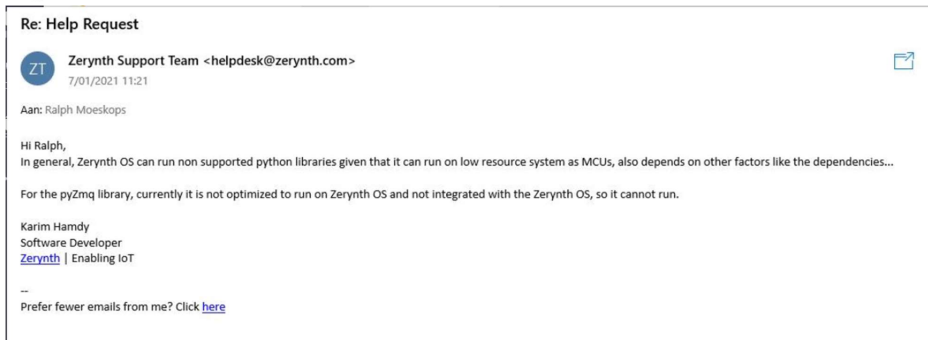 Re: Help Request
ZT
Zerynth Support Team <helpdesk@zerynth.com>
7/01/2021 11:21
Aan: Ralph Moeskops
Hi Ralph,
In general, Zerynth OS can run non supported python libraries given that it can run on low resource system as MCUs, also depends on other factors like the dependencies...
For the pyZmq library, currently it is not optimized to run on Zerynth OS and not integrated with the Zerynth OS, so it cannot run.
Karim Hamdy
Software Developer
Zerynth | Enabling IoT
--
Prefer fewer emails from me? Click here